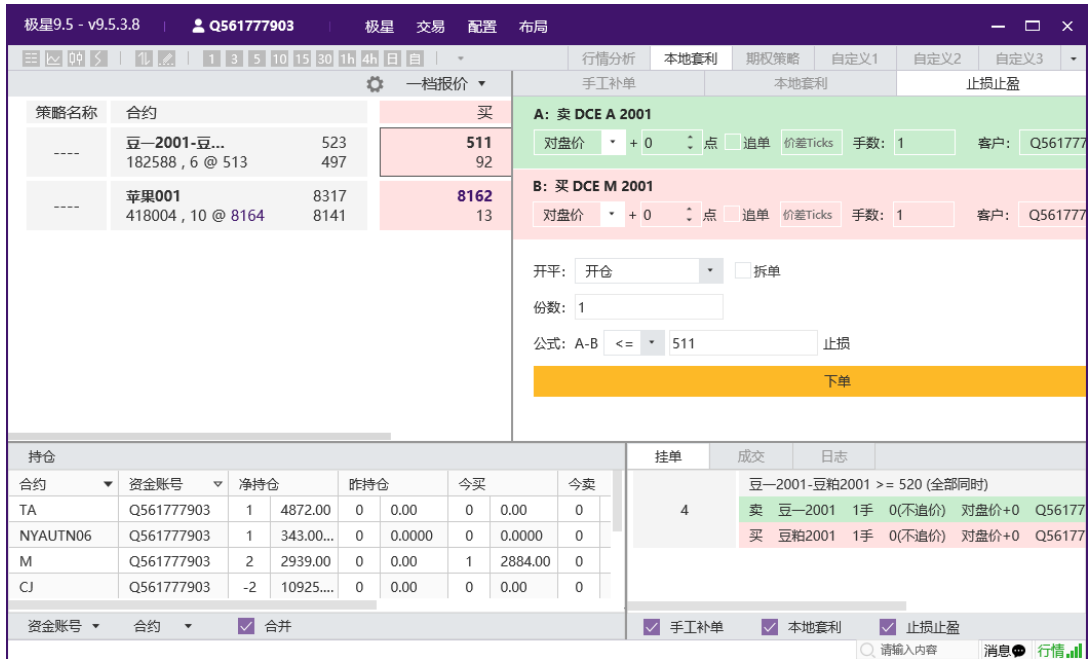 极星9.5 - v9.5.3.8 Q561777903 极星 交易 配置 布局
1 3 5 10 15 30 1h 4h 日 自 行情分析 本地套利 期权策略 自定义1 自定义2 自定义3
一档报价 手工补单 本地套利 止损止盈
策略名称 合约 买
---- 豆一2001-豆... 523 511
182588 , 6 @ 513 497 92
---- 苹果001 8317 8162
418004 , 10 @ 8164 8141 13
A: 卖 DCE A 2001
对盘价 + 0 点 追单 价差Ticks 手数: 1 客户: Q561777
B: 买 DCE M 2001
对盘价 + 0 点 追单 价差Ticks 手数: 1 客户: Q561777
开平: 开仓 拆单
份数: 1
公式: A-B <= 511 止损
下单
持仓
合约 资金账号 净持仓 昨持仓 今买 今卖
TA Q561777903 1 4872.00 0 0.00 0 0.00 0
NYAUTN06 Q561777903 1 343.00... 0 0.0000 0 0.0000 0
M Q561777903 2 2939.00 0 0.00 1 2884.00 0
CJ Q561777903 -2 10925.... 0 0.00 0 0.00 0
资金账号 合约 合并
挂单 成交 日志
豆一2001-豆粕2001 >= 520 (全部同时)
4 卖 豆一2001 1手 0(不追价) 对盘价+0 Q56177
买 豆粕2001 1手 0(不追价) 对盘价+0 Q56177
手工补单 本地套利 止损止盈
请输入内容 消息 行情